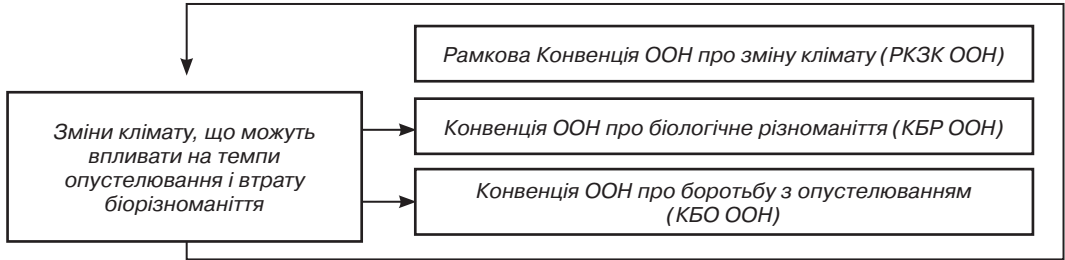 Рамкова Конвенція ООН про зміну клімату (РКЗК ООН)
Зміни клімату, що можуть
впливати на темпи
опустелювання і втрату
біорізноманіття
Конвенція ООН про біологічне різноманіття (КБР ООН)
Конвенція ООН про боротьбу з опустелюванням
(КБО ООН)